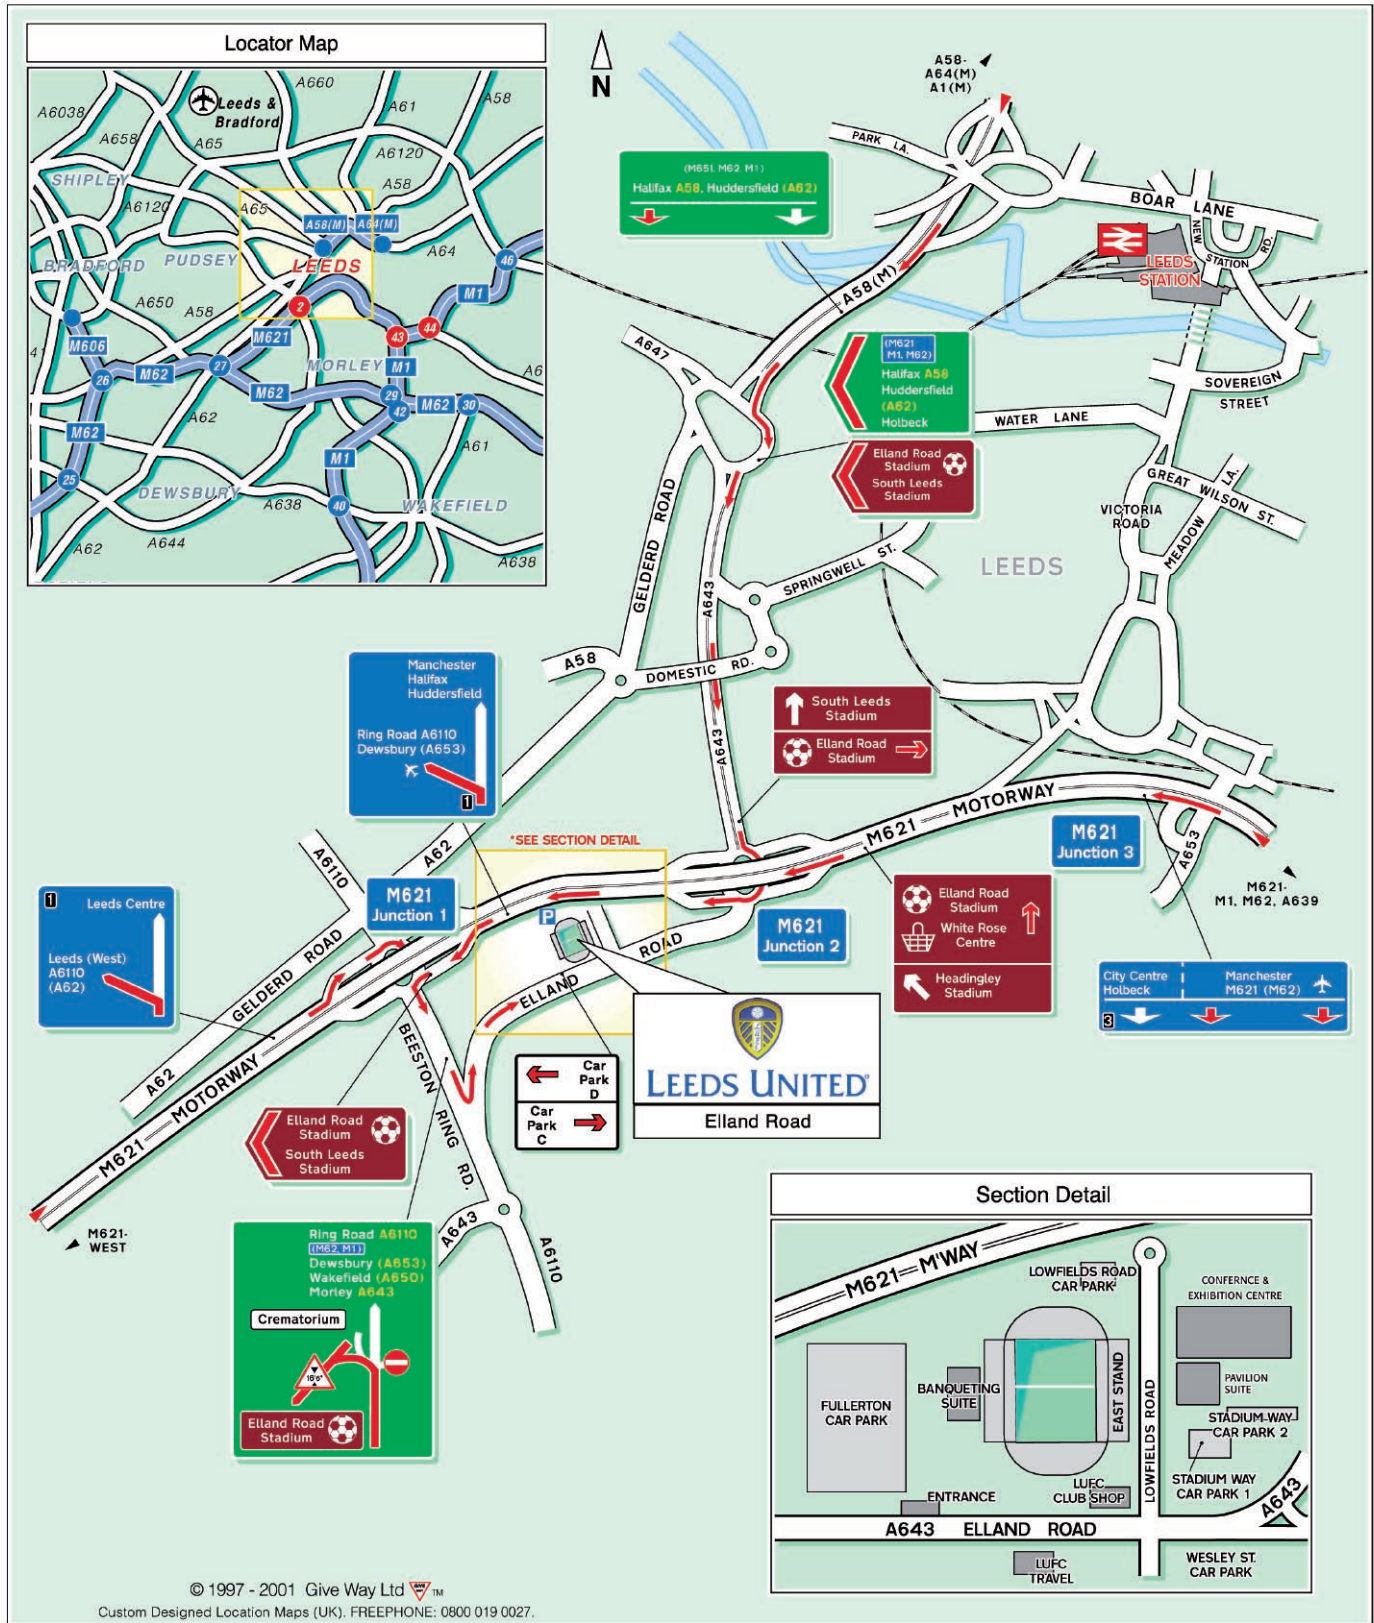 Locator Map
A660
A58
A6038
Leeds &
Bradford
A61
A658
A65
A6120
SHIPLEY
A58
A6120
A65
A58(M)
A64(M)
A64
BRADFORD
PUDSEY
LEEDS
46
A650
A58
2
M1
M621
43
44
M606
MORLEY
41
M62
27
M1
A6
26
M62
29
42
M62
30
A62
M62
A61
M1
25
DEWSBURY
A638
40
WAKEFIELD
A62
A644
A638
N
A58-
A64(M)
A1(M)
PARK LA.
(M651, M62 M1)
Halifax A58, Huddersfield (A62)
BOAR LANE
NEW
STATION
RD.
LEEDS
STATION
A58(M)
A647
(M621
M1, M62)
Halifax A58
Huddersfield
(A62)
Holbeck
SOVEREIGN
STREET
WATER LANE
Elland Road
Stadium
South Leeds
Stadium
GREAT WILSON ST.
VICTORIA
ROAD
MEADOW LA.
GELDERD ROAD
LEEDS
SPRINGWELL ST.
A643
A58
DOMESTIC RD.
Manchester
Halifax
Huddersfield
Ring Road A6110
Dewsbury (A653)
1
South Leeds
Stadium
Elland Road
Stadium
A643
M621 MOTORWAY
*SEE SECTION DETAIL
A62
A6110
M621
Junction 3
A653
M621-
M1, M62, A639
M621
Junction 1
1
Leeds Centre
Leeds (West)
A6110
(A62)
P
M621
Junction 2
Elland Road
Stadium
White Rose
Centre
Headingley
Stadium
City Centre
Holbeck
Manchester
M621 (M62)
3
GELDERD ROAD
ELLAND ROAD
A62
M621 MOTORWAY
BEESTON RING RD.
Car
Park
D
Car
Park
C
LEEDS UNITED
Elland Road
Elland Road
Stadium
South Leeds
Stadium
M621-
WEST
A643
A6110
Ring Road A6110
(M62, M1)
Dewsbury (A653)
Wakefield (A650)
Morley A643
Crematorium
16'6"
Elland Road
Stadium
Section Detail
M621 M'WAY
LOWFIELDS ROAD
CAR PARK
CONFERNCE &
EXHIBITION CENTRE
FULLERTON
CAR PARK
BANQUETING
SUITE
EAST STAND
LOWFIELDS ROAD
PAVILION
SUITE
STADIUM WAY
CAR PARK 2
STADIUM WAY
CAR PARK 1
LUFC
CLUB SHOP
ENTRANCE
A643
A643 ELLAND ROAD
LUFC
TRAVEL
WESLEY ST.
CAR PARK
© 1997 - 2001 Give Way Ltd TM
Custom Designed Location Maps (UK). FREEPHONE: 0800 019 0027.